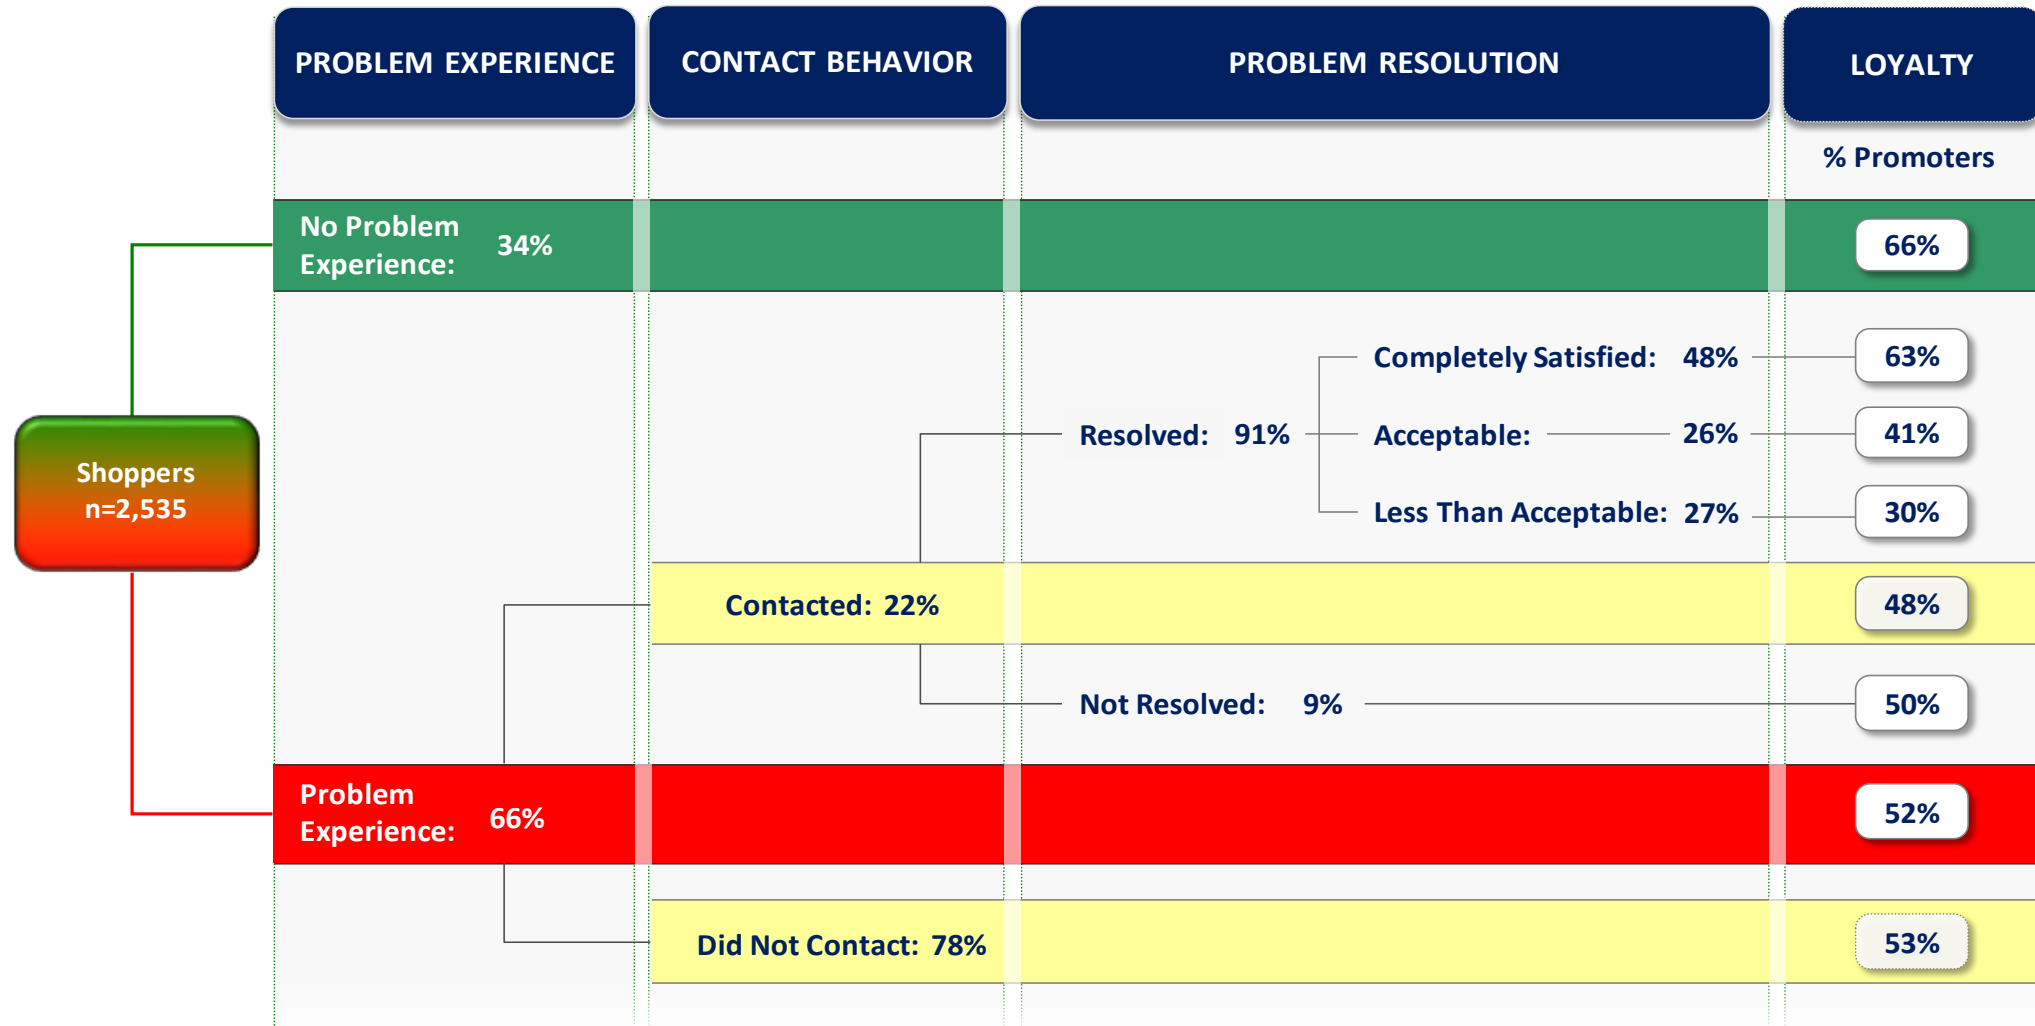 PROBLEM EXPERIENCE
CONTACT BEHAVIOR
PROBLEM RESOLUTION
LOYALTY
% Promoters
No Problem
Experience: 34%
66%
Completely Satisfied: 48%
63%
Resolved: 91%
Acceptable: 26%
41%
Less Than Acceptable: 27%
30%
Shoppers
n=2,535
Contacted: 22%
48%
Not Resolved: 9%
50%
Problem
Experience: 66%
52%
Did Not Contact: 78%
53%